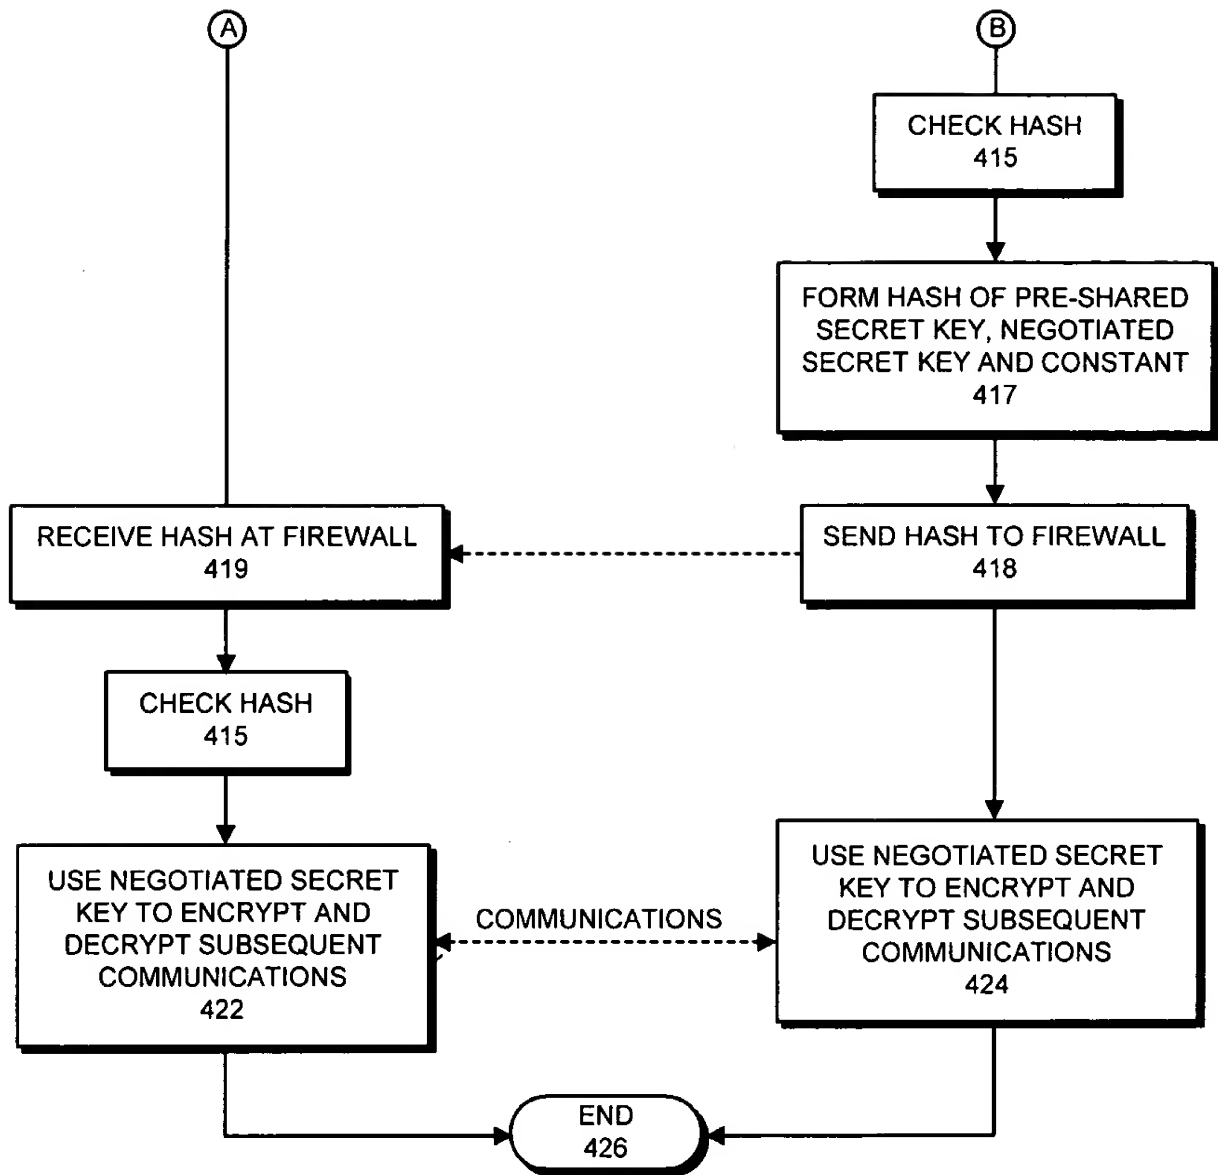 A
B
CHECK HASH
415
FORM HASH OF PRE-SHARED
SECRET KEY, NEGOTIATED
SECRET KEY AND CONSTANT
417
RECEIVE HASH AT FIREWALL
419
SEND HASH TO FIREWALL
418
CHECK HASH
415
USE NEGOTIATED SECRET
KEY TO ENCRYPT AND
DECRYPT SUBSEQUENT
COMMUNICATIONS
422
COMMUNICATIONS
USE NEGOTIATED SECRET
KEY TO ENCRYPT AND
DECRYPT SUBSEQUENT
COMMUNICATIONS
424
END
426